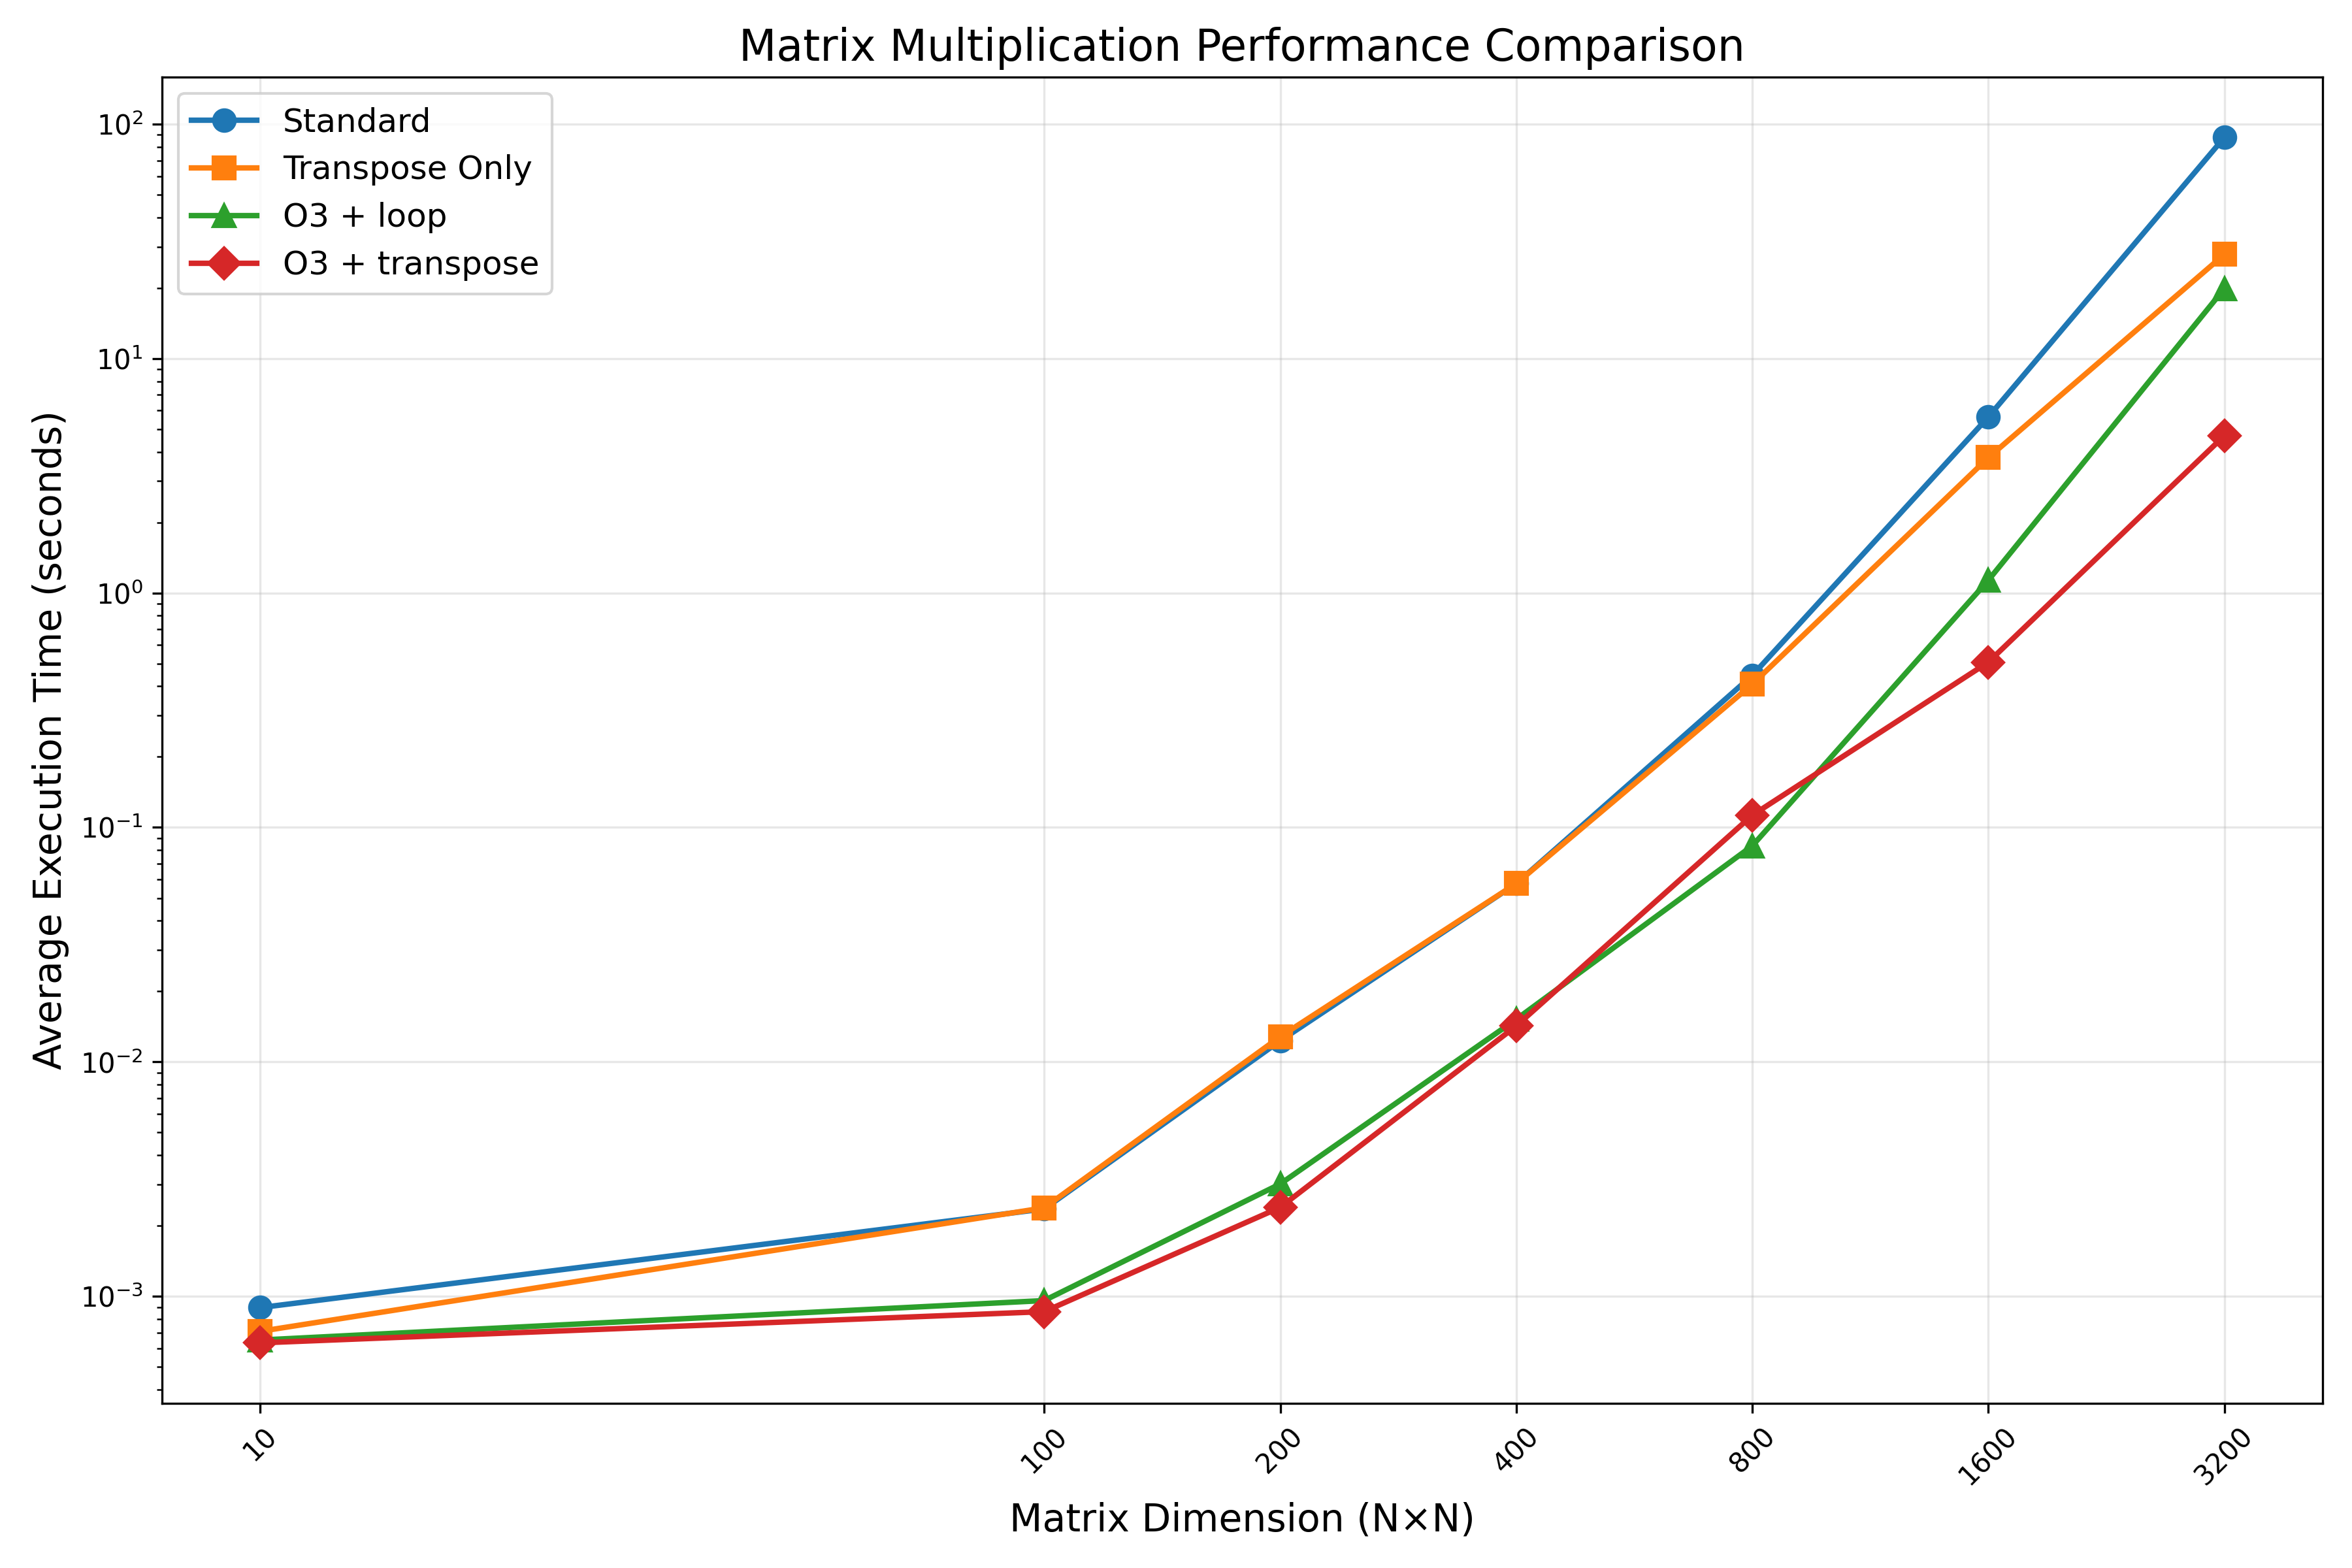 Matrix Multiplication Performance Comparison
Standard
Transpose Only
O3 + loop
O3 + transpose
Average Execution Time (seconds)
10²
10¹
10⁰
10⁻¹
10⁻²
10⁻³
10
100
200
400
800
1600
3200
Matrix Dimension (N×N)